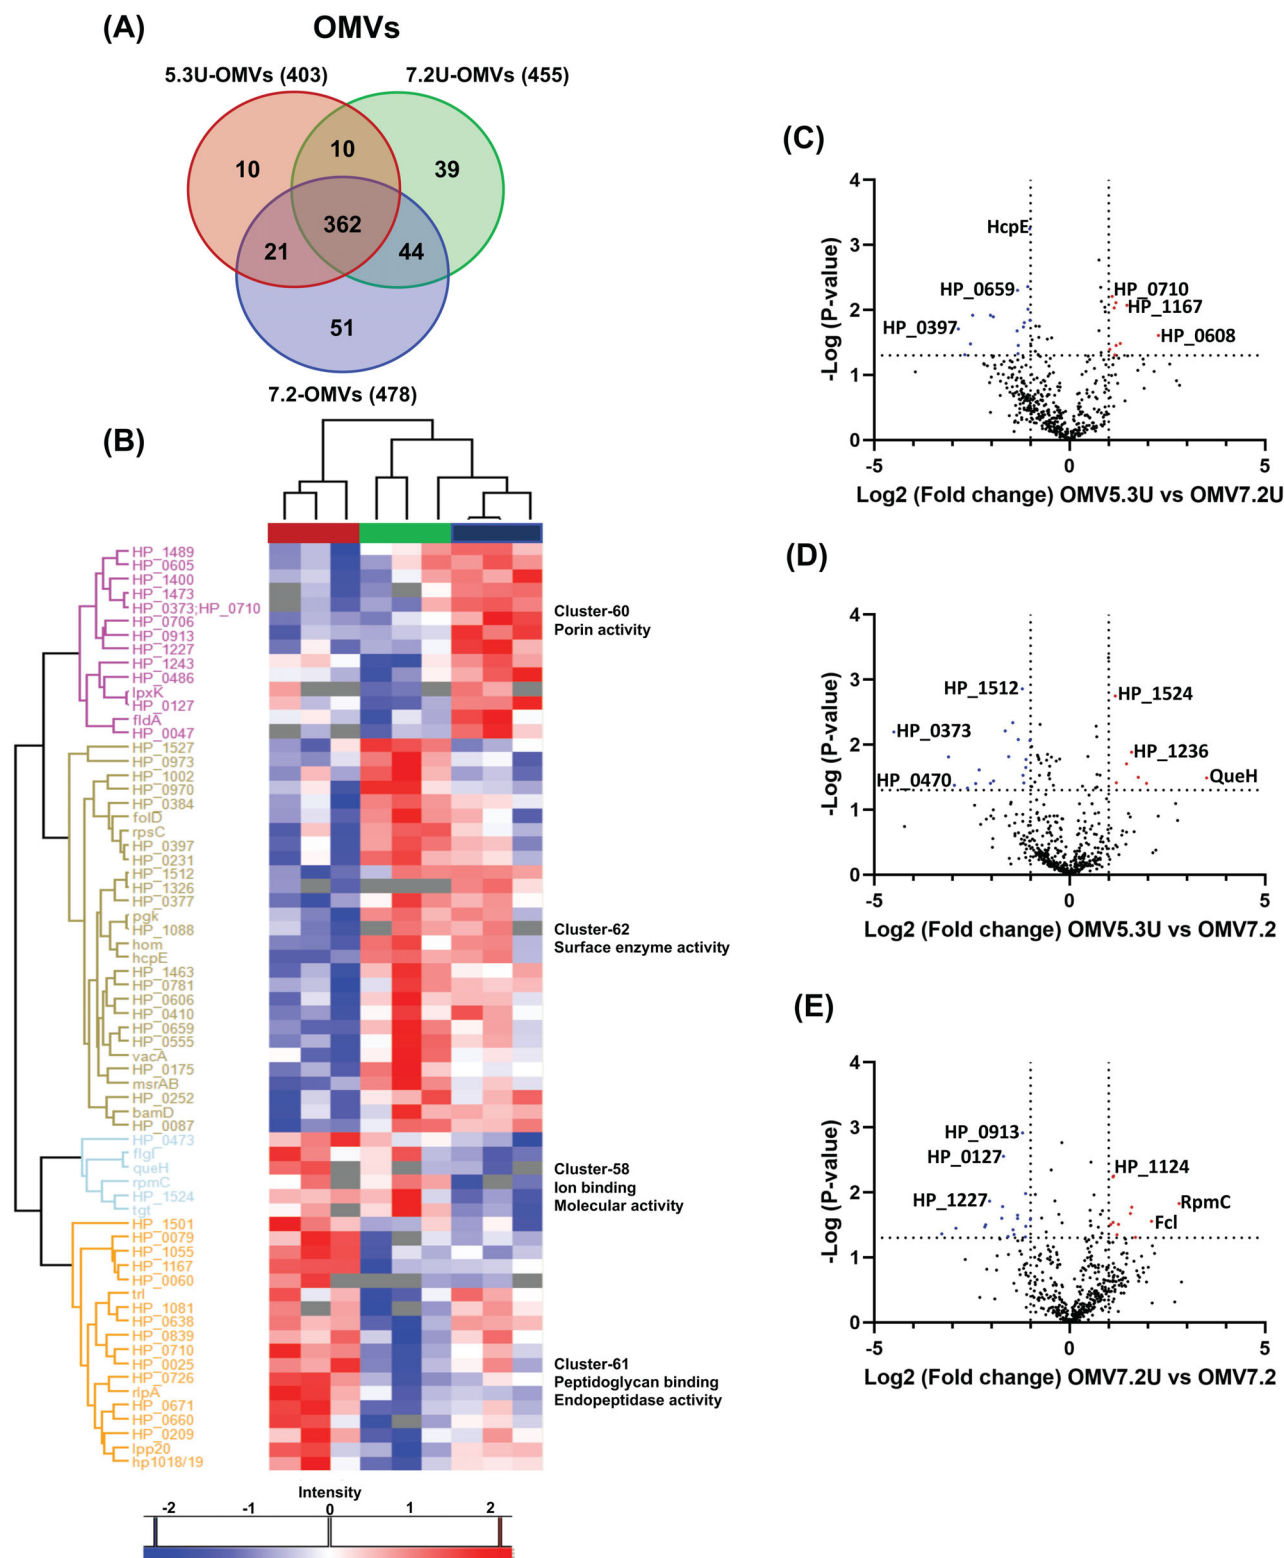 (A)
OMVs
5.3U-OMVs (403)
7.2U-OMVs (455)
10
10
39
362
21
44
51
7.2-OMVs (478)
(B)
HP_1489
HP_0605
HP_1400
HP_1473
HP_0373;HP_0710
HP_0706
HP_0913
HP_1227
HP_1243
HP_0486
lpxK
HP_0127
fldA
HP_0047
HP_1527
HP_0973
HP_1002
HP_0970
HP_0384
folD
rpsC
HP_0397
HP_0231
HP_1512
HP_1326
HP_0377
pgk
HP_1088
hom
hcpE
HP_1463
HP_0781
HP_0606
HP_0410
HP_0659
HP_0555
vacA
HP_0175
msrAB
HP_0252
bamD
HP_0087
HP_0473
flgI
queH
rpmC
HP_1524
tgt
HP_1501
HP_0079
HP_1055
HP_1167
HP_0060
trl
HP_1081
HP_0638
HP_0839
HP_0710
HP_0025
HP_0726
rlpA
HP_0671
HP_0660
HP_0209
lpp20
hp1018/19
Cluster-60
Porin activity
Cluster-62
Surface enzyme activity
Cluster-58
Ion binding
Molecular activity
Cluster-61
Peptidoglycan binding
Endopeptidase activity
Intensity
-2 -1 0 1 2
(C)
-Log (P-value)
4
3
2
1
0
HcpE
HP_0659
HP_0710
HP_1167
HP_0397
HP_0608
-5 0 5
Log2 (Fold change) OMV5.3U vs OMV7.2U
(D)
-Log (P-value)
4
3
2
1
0
HP_1512
HP_1524
HP_0373
HP_1236
HP_0470
QueH
-5 0 5
Log2 (Fold change) OMV5.3U vs OMV7.2
(E)
-Log (P-value)
4
3
2
1
0
HP_0913
HP_0127
HP_1124
HP_1227
RpmC
Fcl
-5 0 5
Log2 (Fold change) OMV7.2U vs OMV7.2